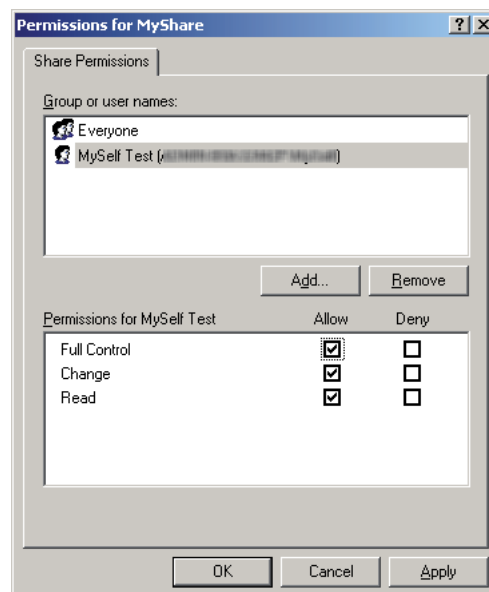 Permissions for MyShare
Share Permissions
Group or user names:
Everyone
MySelf Test (
Add... Remove
Permissions for MySelf Test Allow Deny
Full Control
Change
Read
OK Cancel Apply